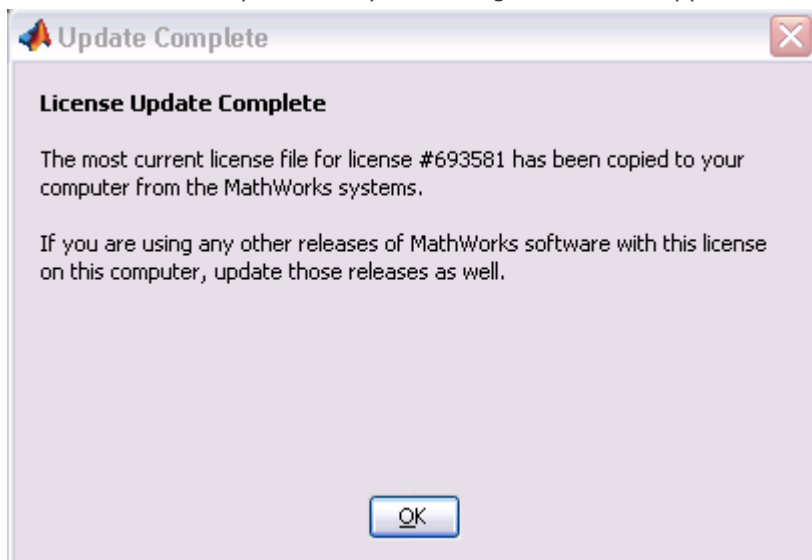 Update Complete
License Update Complete
The most current license file for license #693581 has been copied to your
computer from the MathWorks systems.
If you are using any other releases of MathWorks software with this license
on this computer, update those releases as well.
OK